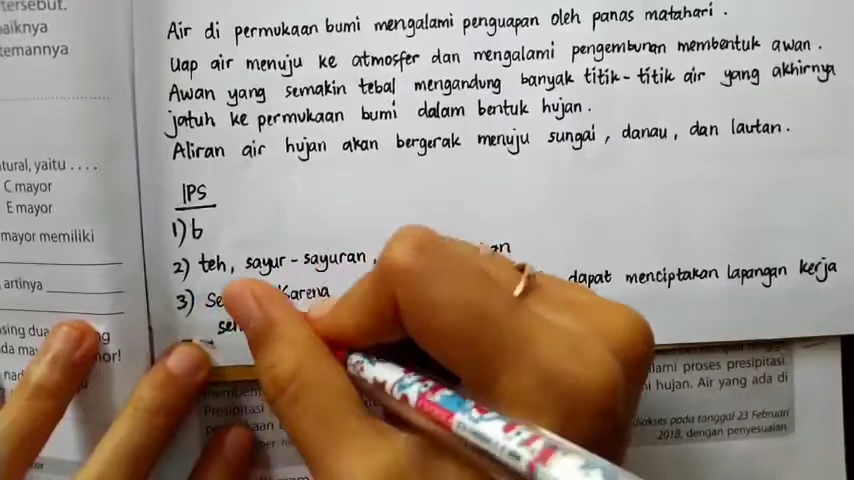 tersebut.
baiknya
temannya
tural, yaitu . . . .
C mayor
E mayor
mayor memiliki
artinya
Air di permukaan bumi mengalami penguapan oleh panas matahari.
Uap air menuju ke atmosfer dan mengalami pengembunan membentuk awan.
Awan yang semakin tebal mengandung banyak titik-titik air yang akhirnya
jatuh ke permukaan bumi dalam bentuk hujan.
Aliran air hujan akan bergerak menuju sungai, danau, dan lautan.
IPS
1) b
2) teh, sayur-sayuran,
3) Karena dapat menciptakan lapangan kerja
alami proses presipitasi.
hujan. Air yang ada di
diakses pada tanggal 23 Februari
2018, dengan penyesuaian.